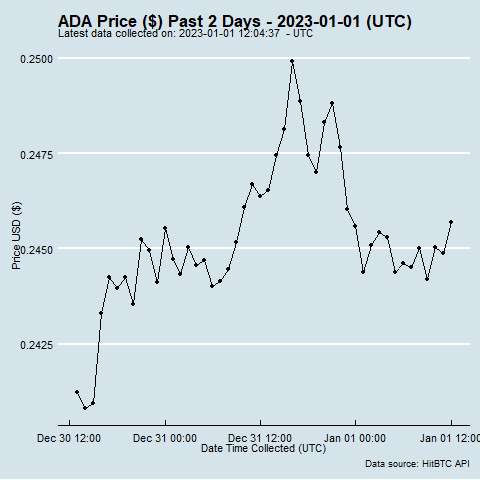 ADA Price ($) Past 2 Days - 2023-01-01 (UTC)
Latest data collected on: 2023-01-01 12:04:37 - UTC
0.2500
0.2475
0.2450
0.2425
Price USD ($)
Dec 30 12:00 Dec 31 00:00 Dec 31 12:00 Jan 01 00:00 Jan 01 12:00
Date Time Collected (UTC)
Data source: HitBTC API